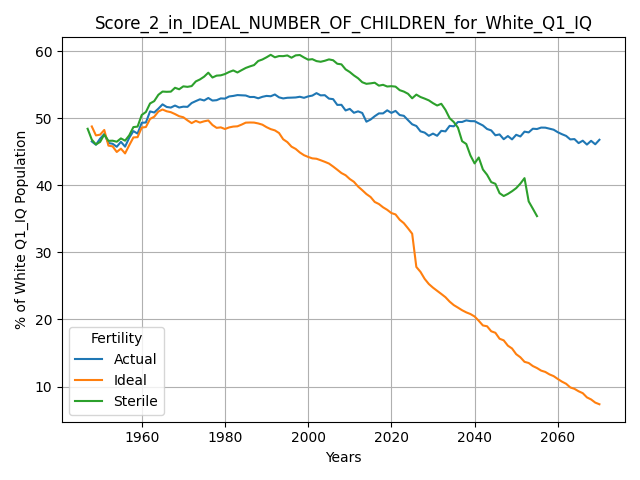 Score_2_in_IDEAL_NUMBER_OF_CHILDREN_for_White_Q1_IQ
% of White Q1_IQ Population
60
50
40
30
20
10
Fertility
Actual
Ideal
Sterile
1960 1980 2000 2020 2040 2060
Years